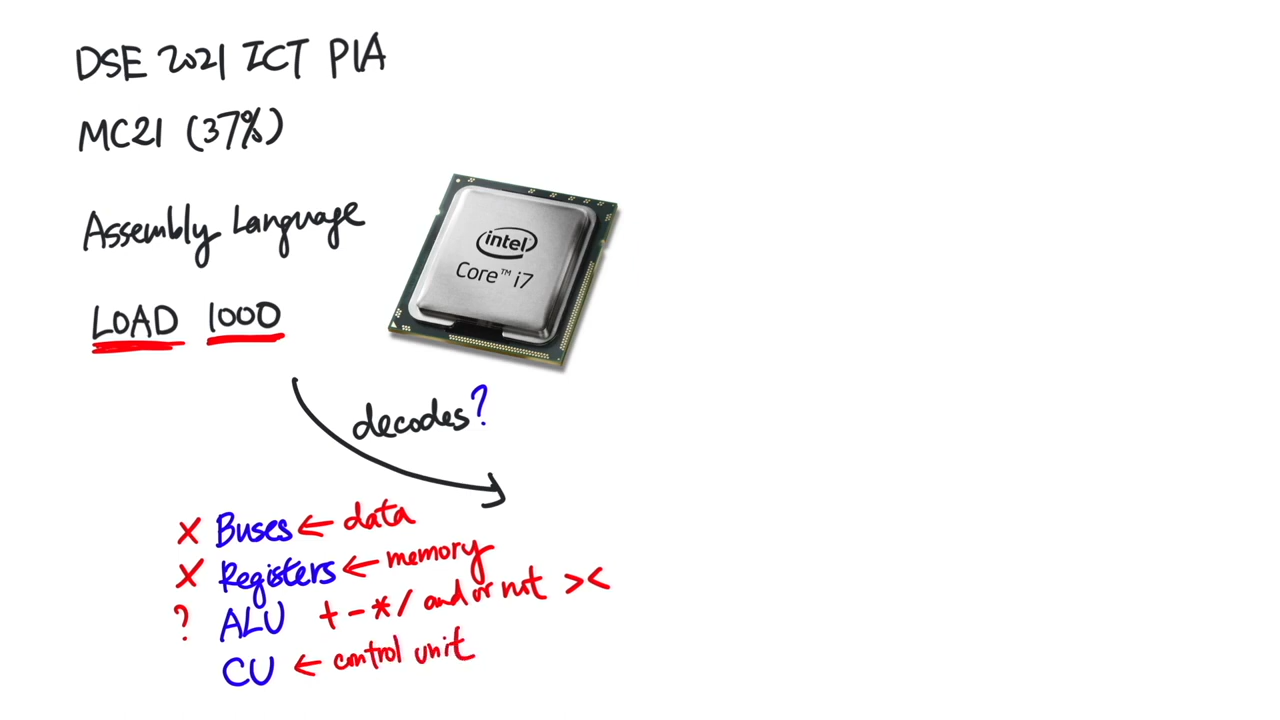 DSE 2021 ICT P1A
MC21 (37%)
Assembly Language
intel
Core™ i7
LOAD 1000
decodes?
× Buses ← data
× Registers ← memory
? ALU + - * / and or not > <
CU ← control unit